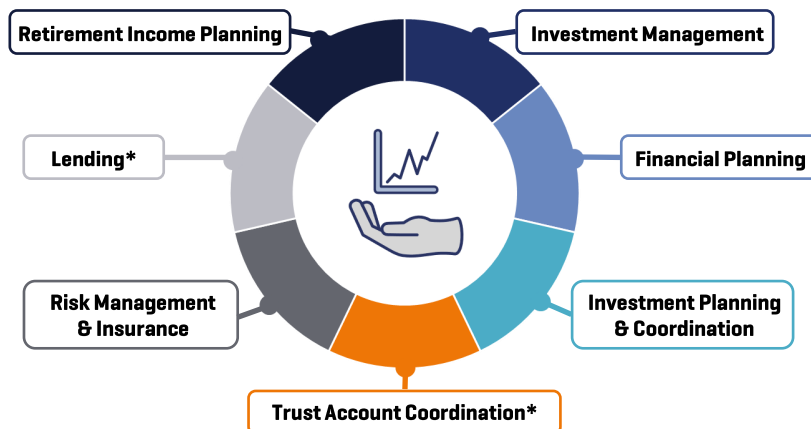 Retirement Income Planning
Investment Management
Lending*
Financial Planning
Risk Management
& Insurance
Investment Planning
& Coordination
Trust Account Coordination*